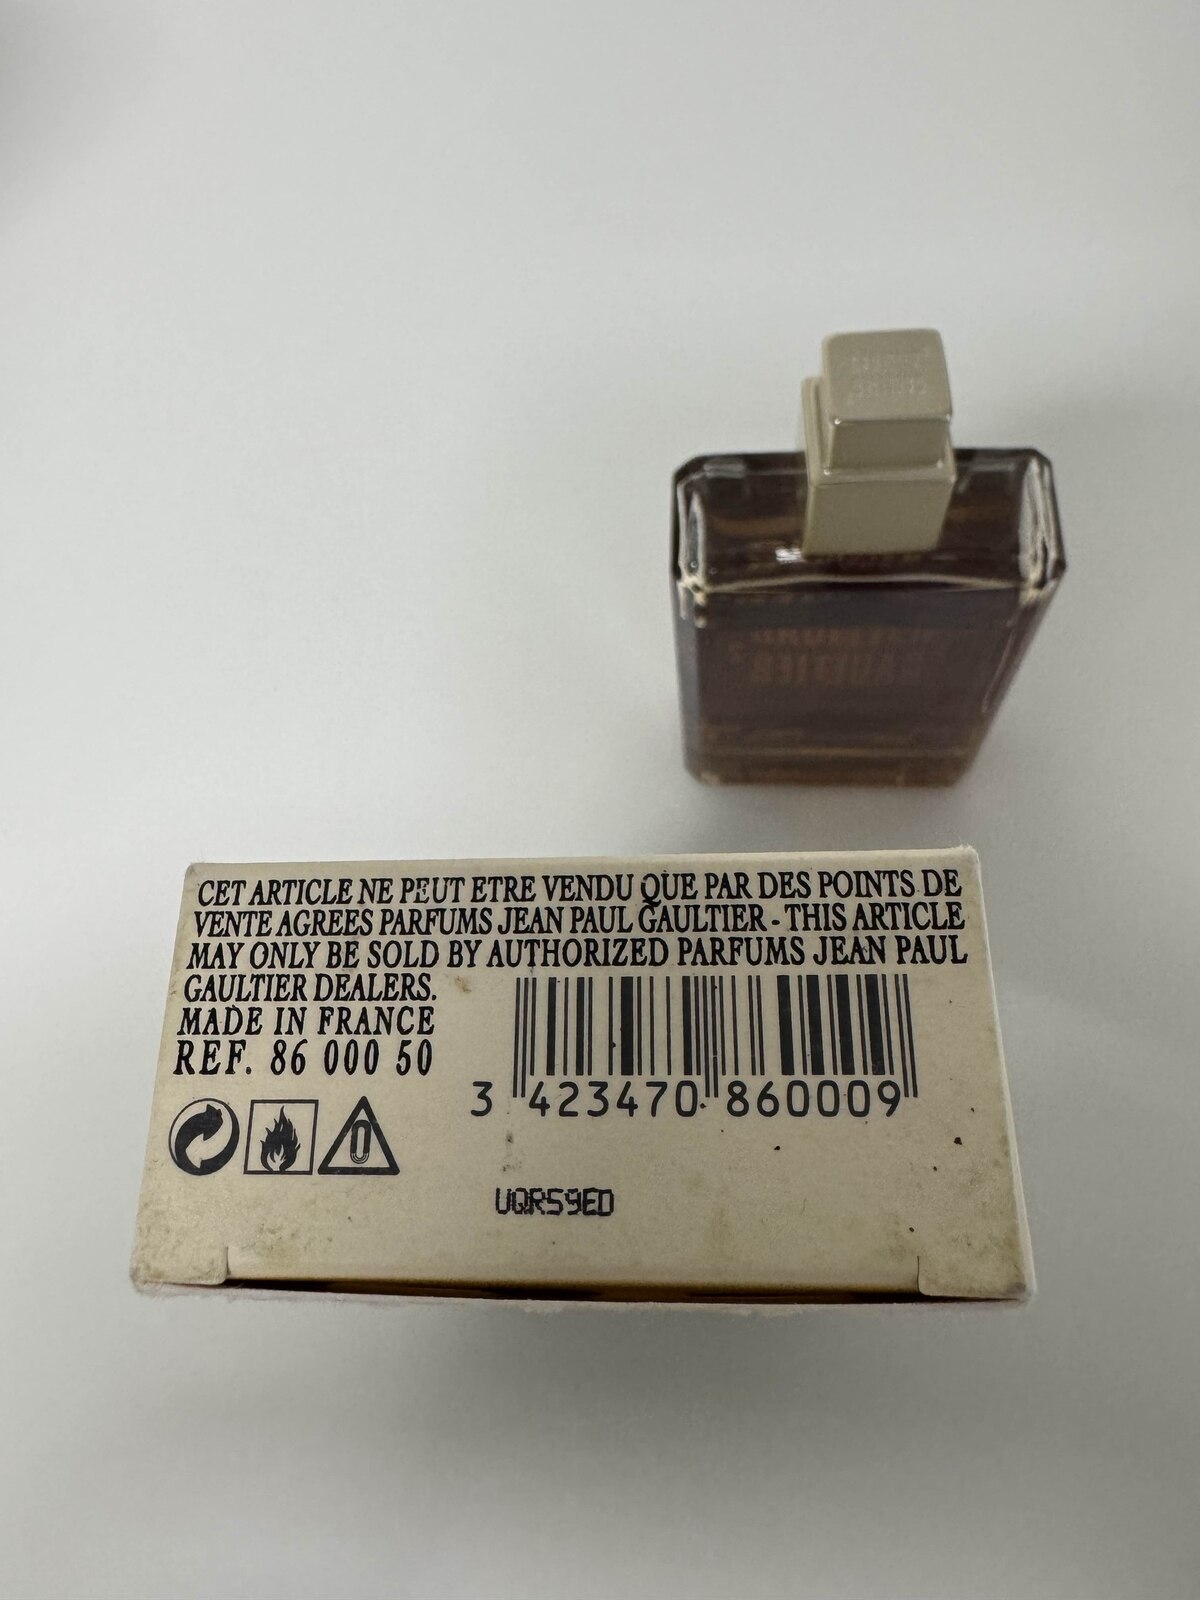 GAULTIER²
CET ARTICLE NE PEUT ETRE VENDU QUE PAR DES POINTS DE
VENTE AGREES PARFUMS JEAN PAUL GAULTIER - THIS ARTICLE
MAY ONLY BE SOLD BY AUTHORIZED PARFUMS JEAN PAUL
GAULTIER DEALERS.
MADE IN FRANCE
REF. 86 000 50
3 423470 860009
0
UQR59ED